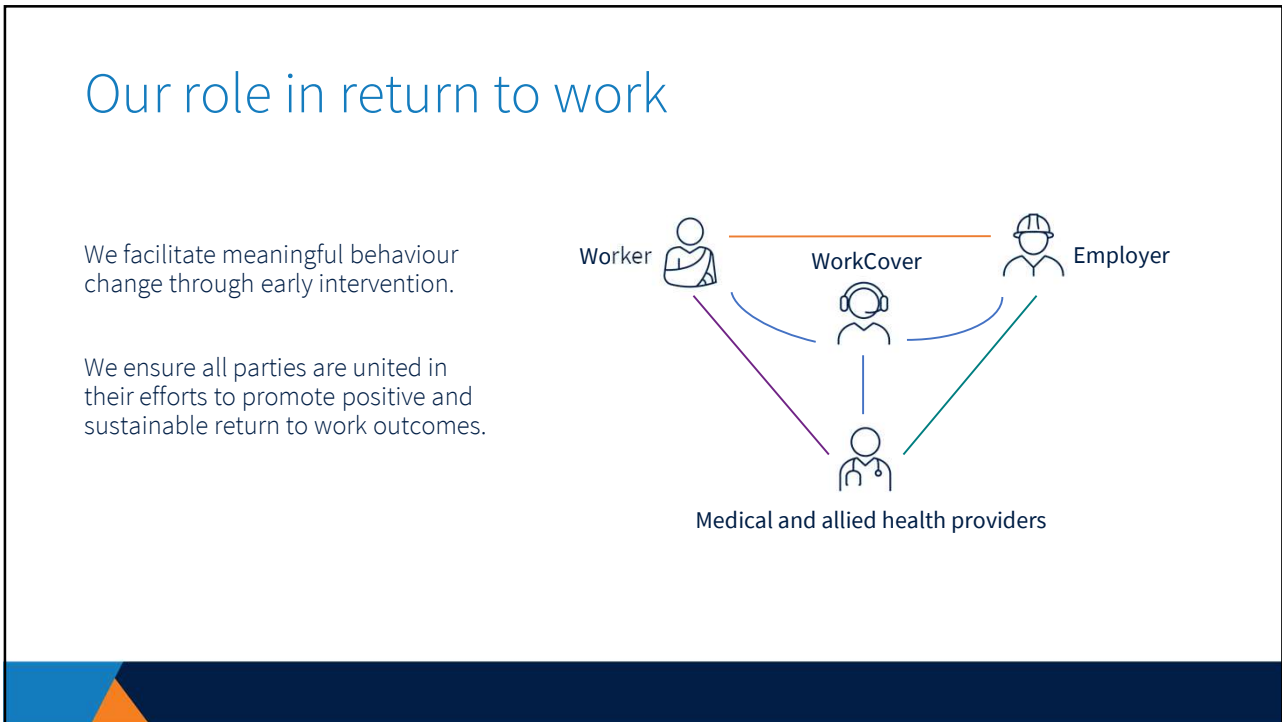 Our role in return to work
We facilitate meaningful behaviour
change through early intervention.
We ensure all parties are united in
their efforts to promote positive and
sustainable return to work outcomes.
Worker
WorkCover
Employer
Medical and allied health providers